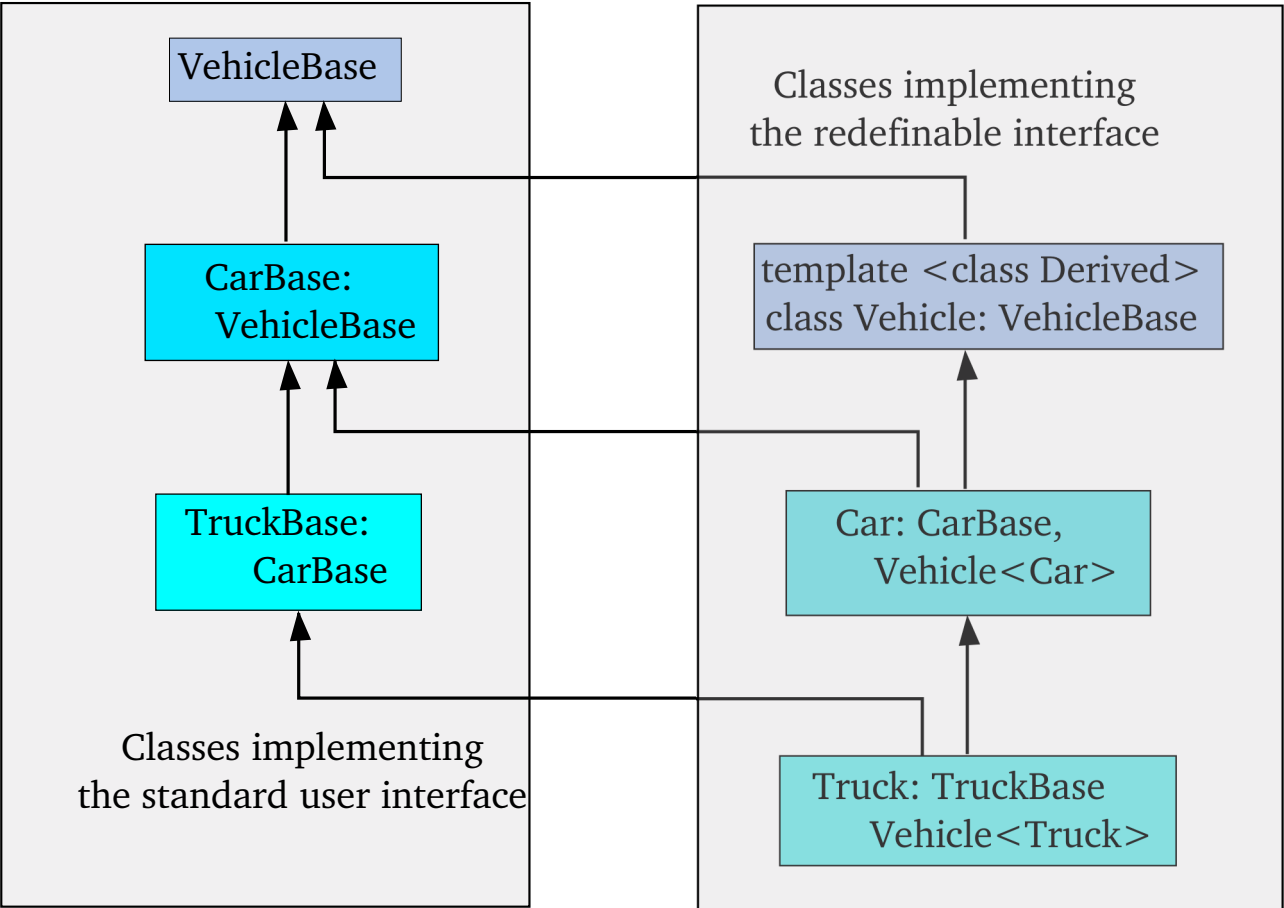 VehicleBase
CarBase:
VehicleBase
TruckBase:
CarBase
Classes implementing
the standard user interface
Classes implementing
the redefinable interface
template <class Derived>
class Vehicle: VehicleBase
Car: CarBase,
Vehicle<Car>
Truck: TruckBase
Vehicle<Truck>